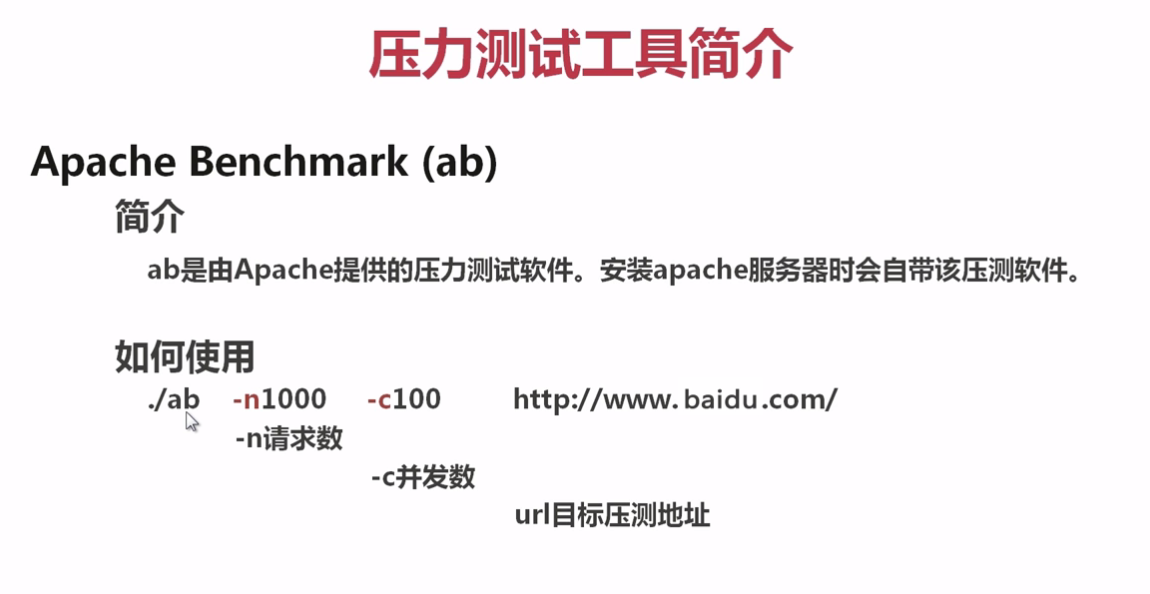 压力测试工具简介
Apache Benchmark (ab)
简介
ab是由Apache提供的压力测试软件。安装apache服务器时会自带该压测软件。
如何使用
./ab -n1000 -c100 http://www.baidu.com/
-n请求数
-c并发数
url目标压测地址